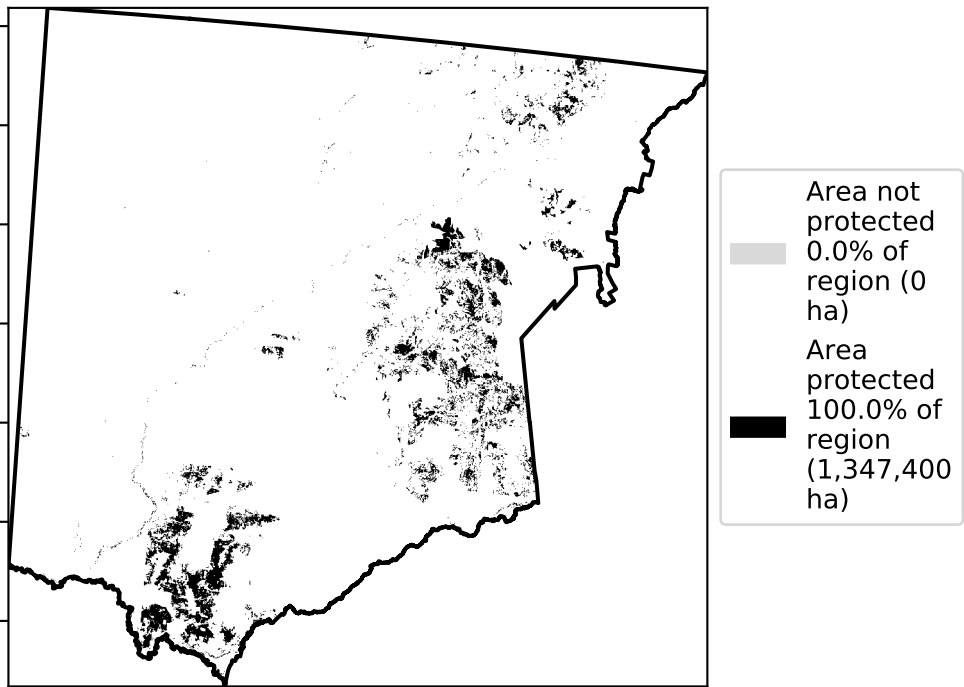 Area not
protected
0.0% of
region (0
ha)
Area
protected
100.0% of
region
(1,347,400
ha)